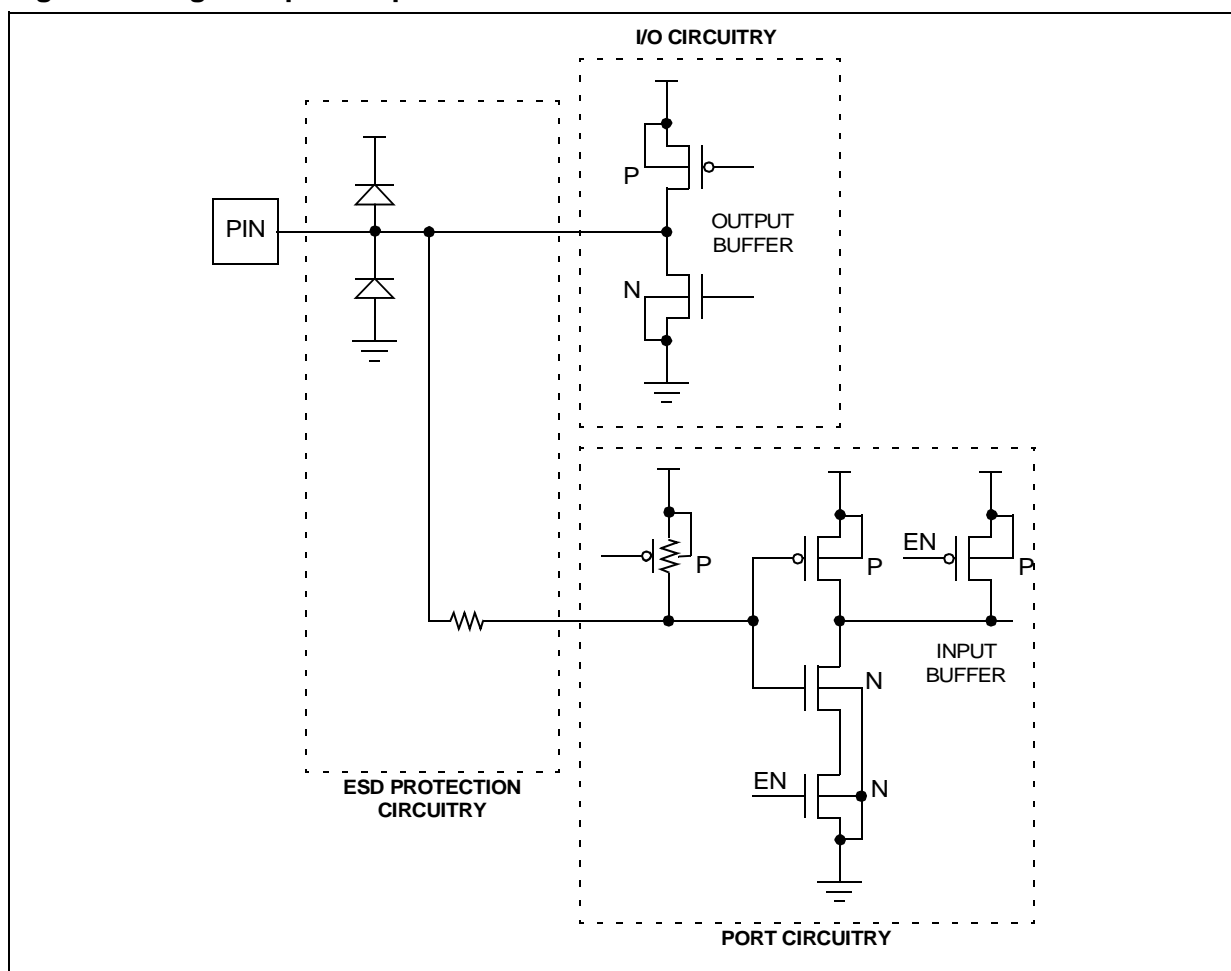 I/O CIRCUITRY
P
PIN
OUTPUT
BUFFER
N
EN
P
P
P
INPUT
BUFFER
N
EN
N
ESD PROTECTION
CIRCUITRY
PORT CIRCUITRY